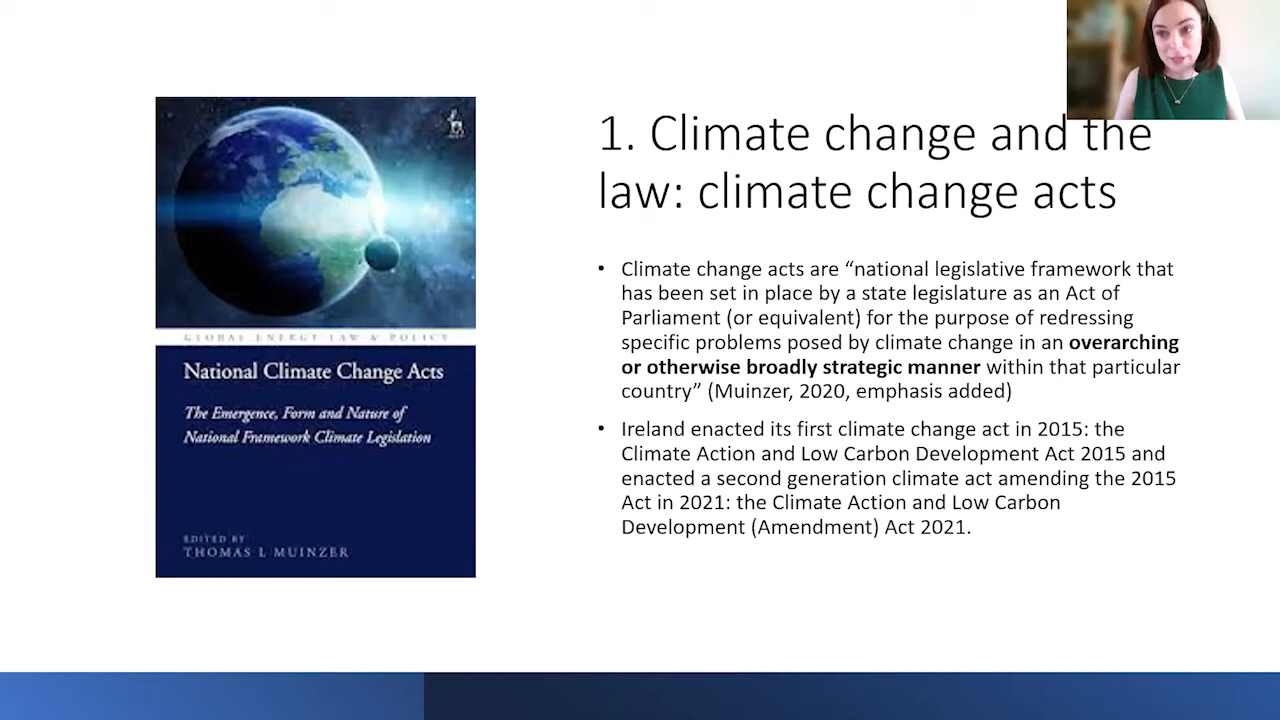 1. Climate change and the
law: climate change acts
GLOBAL ENERGY LAW & POLICY
National Climate Change Acts
The Emergence, Form and Nature of
National Framework Climate Legislation
EDITED BY
THOMAS L MUINZER
• Climate change acts are “national legislative framework that
has been set in place by a state legislature as an Act of
Parliament (or equivalent) for the purpose of redressing
specific problems posed by climate change in an overarching
or otherwise broadly strategic manner within that particular
country” (Muinzer, 2020, emphasis added)
• Ireland enacted its first climate change act in 2015: the
Climate Action and Low Carbon Development Act 2015 and
enacted a second generation climate act amending the 2015
Act in 2021: the Climate Action and Low Carbon
Development (Amendment) Act 2021.